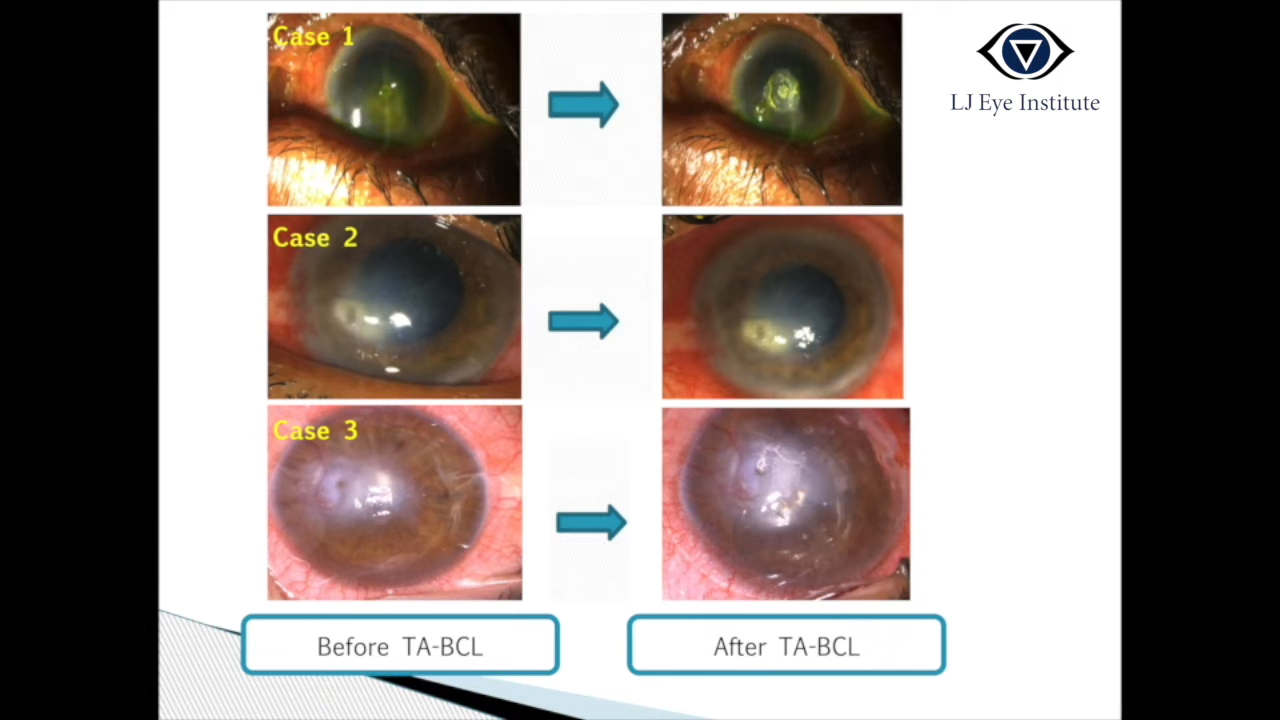 Case 1
LJ Eye Institute
Case 2
Case 3
Before TA-BCL
After TA-BCL